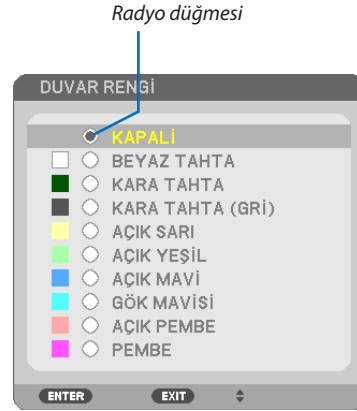 Radyo düğmesi
DUVAR RENGİ
KAPALİ
BEYAZ TAHTA
KARA TAHTA
KARA TAHTA (GRİ)
AÇIK SARI
AÇIK YEŞİL
AÇIK MAVİ
GÖK MAVİSİ
AÇIK PEMBE
PEMBE
ENTER EXIT